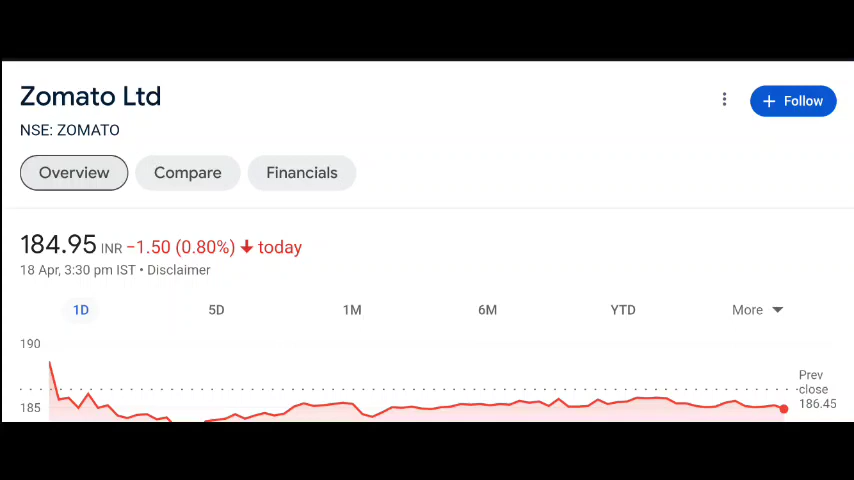 Zomato Ltd
+ Follow
NSE: ZOMATO
Overview Compare Financials
184.95 INR −1.50 (0.80%) ↓ today
18 Apr, 3:30 pm IST • Disclaimer
1D 5D 1M 6M YTD More
190
Prev
close
186.45
185